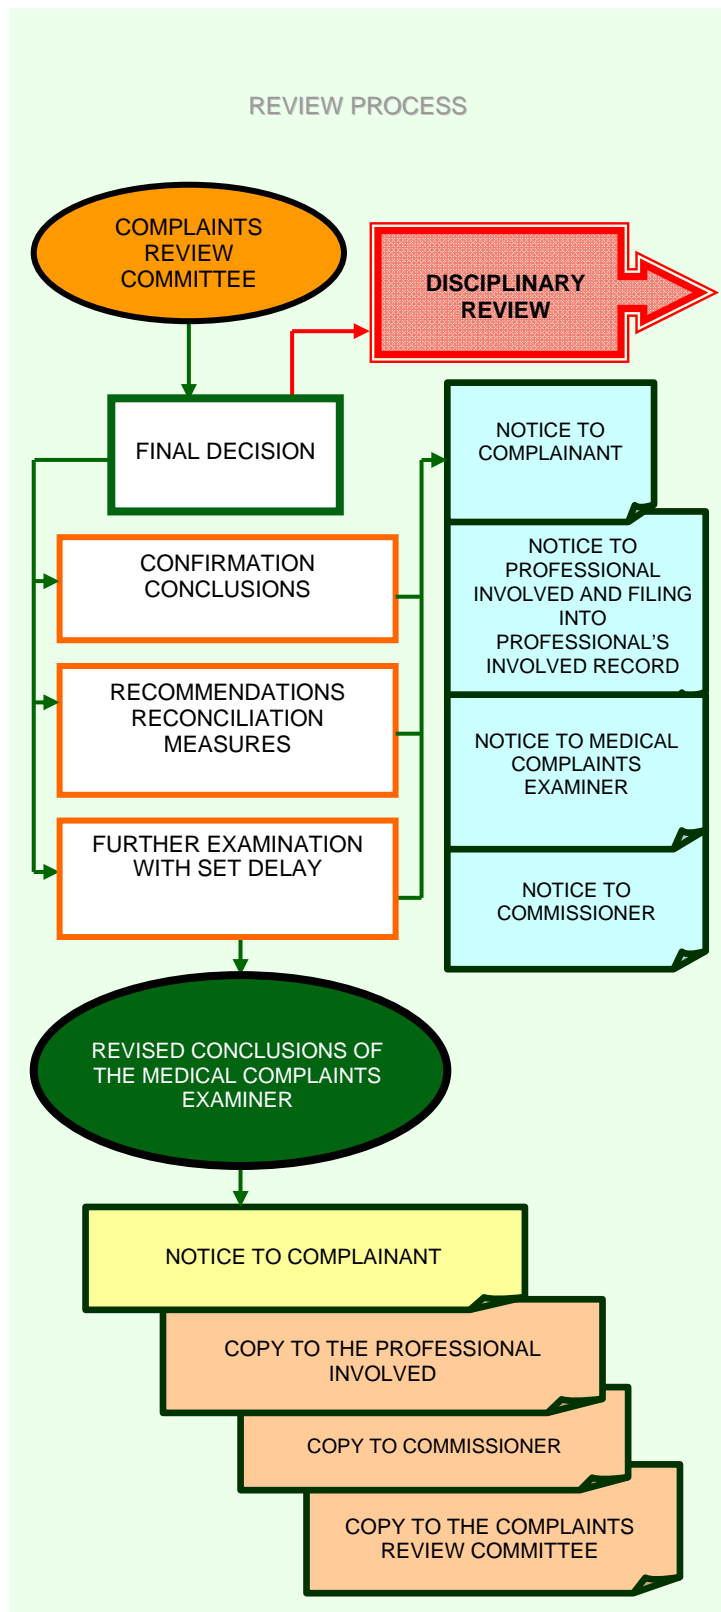 REVIEW PROCESS
COMPLAINTS
REVIEW
COMMITTEE
DISCIPLINARY
REVIEW
FINAL DECISION
NOTICE TO
COMPLAINANT
CONFIRMATION
CONCLUSIONS
NOTICE TO
PROFESSIONAL
INVOLVED AND FILING
INTO
PROFESSIONAL'S
INVOLVED RECORD
RECOMMENDATIONS
RECONCILIATION
MEASURES
NOTICE TO MEDICAL
COMPLAINTS
EXAMINER
FURTHER EXAMINATION
WITH SET DELAY
NOTICE TO
COMMISSIONER
REVISED CONCLUSIONS OF
THE MEDICAL COMPLAINTS
EXAMINER
NOTICE TO COMPLAINANT
COPY TO THE PROFESSIONAL
INVOLVED
COPY TO COMMISSIONER
COPY TO THE COMPLAINTS
REVIEW COMMITTEE